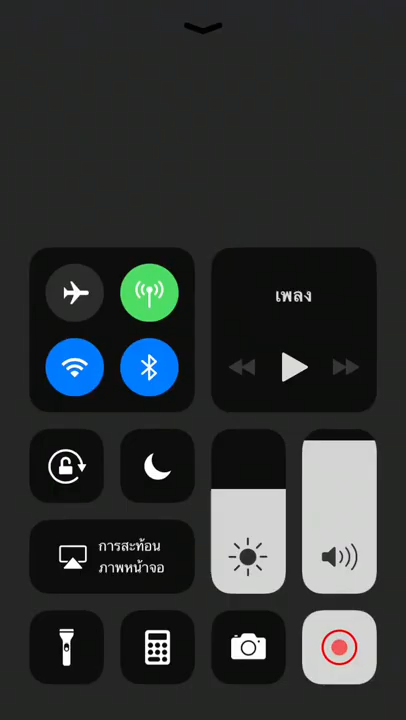 เพลง
การสะท้อน
ภาพหน้าจอ